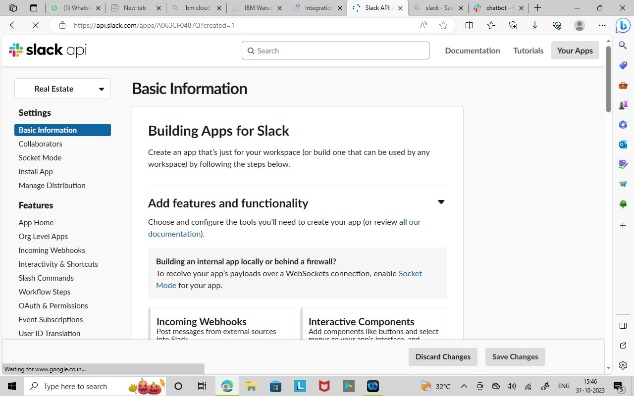 (1) Whats
New tab
ibm cloud
IBM Wats
Integration
Slack API
slack - Sea
chatbot - 
https://api.slack.com/apps/A063CF0487Q?created=1
slack api
Search
Documentation
Tutorials
Your Apps
Real Estate
Settings
Basic Information
Collaborators
Socket Mode
Install App
Manage Distribution
Features
App Home
Org Level Apps
Incoming Webhooks
Interactivity & Shortcuts
Slash Commands
Workflow Steps
OAuth & Permissions
Event Subscriptions
User ID Translation
Basic Information
Building Apps for Slack
Create an app that's just for your workspace (or build one that can be used by any
workspace) by following the steps below.
Add features and functionality
Choose and configure the tools you'll need to create your app (or review all our
documentation).
Building an internal app locally or behind a firewall?
To receive your app's payloads over a WebSockets connection, enable Socket
Mode for your app.
Incoming Webhooks
Post messages from external sources
into Slack.
Interactive Components
Add components like buttons and select
menus to your app's interface, and
Discard Changes
Save Changes
Waiting for www.google.co.in...
Type here to search
32°C
ENG
15:46
31-10-2023